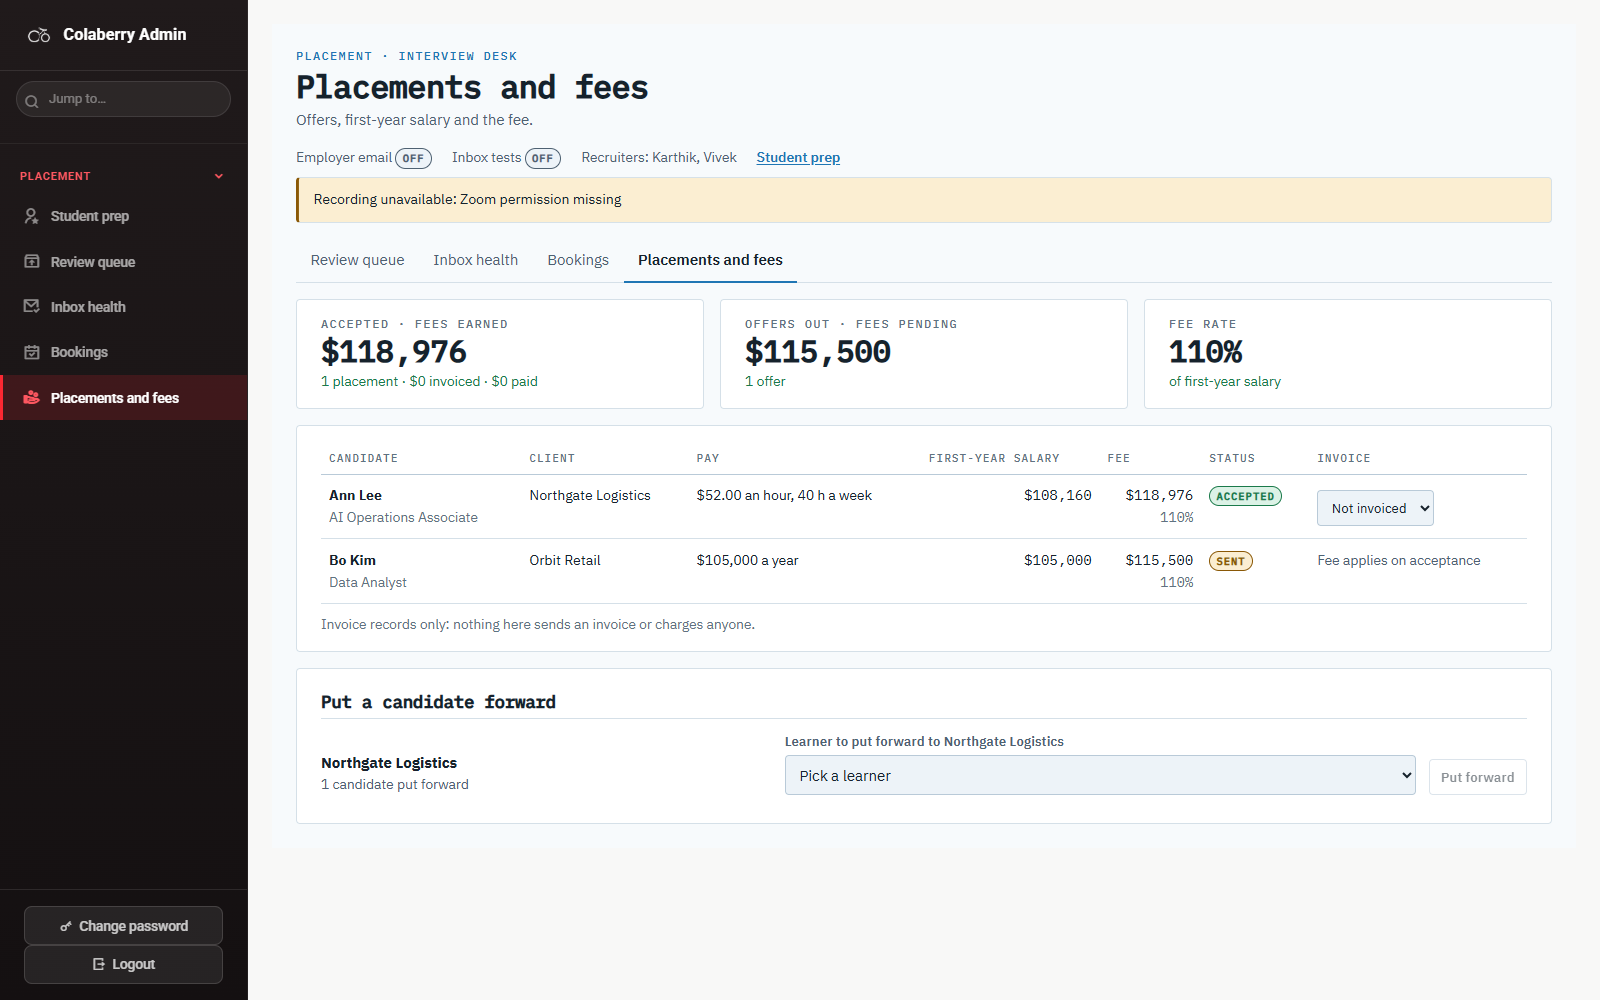 Colaberry Admin
Jump to...
PLACEMENT
Student prep
Review queue
Inbox health
Bookings
Placements and fees
Change password
Logout
PLACEMENT · INTERVIEW DESK
Placements and fees
Offers, first-year salary and the fee.
Employer email OFF Inbox tests OFF Recruiters: Karthik, Vivek Student prep
Recording unavailable: Zoom permission missing
Review queue Inbox health Bookings Placements and fees
ACCEPTED · FEES EARNED
$118,976
1 placement · $0 invoiced · $0 paid
OFFERS OUT · FEES PENDING
$115,500
1 offer
FEE RATE
110%
of first-year salary
CANDIDATE CLIENT PAY FIRST-YEAR SALARY FEE STATUS INVOICE
Ann Lee Northgate Logistics $52.00 an hour, 40 h a week $108,160 $118,976 ACCEPTED Not invoiced
AI Operations Associate 110%
Bo Kim Orbit Retail $105,000 a year $105,000 $115,500 SENT Fee applies on acceptance
Data Analyst 110%
Invoice records only: nothing here sends an invoice or charges anyone.
Put a candidate forward
Learner to put forward to Northgate Logistics
Northgate Logistics
1 candidate put forward
Pick a learner
Put forward